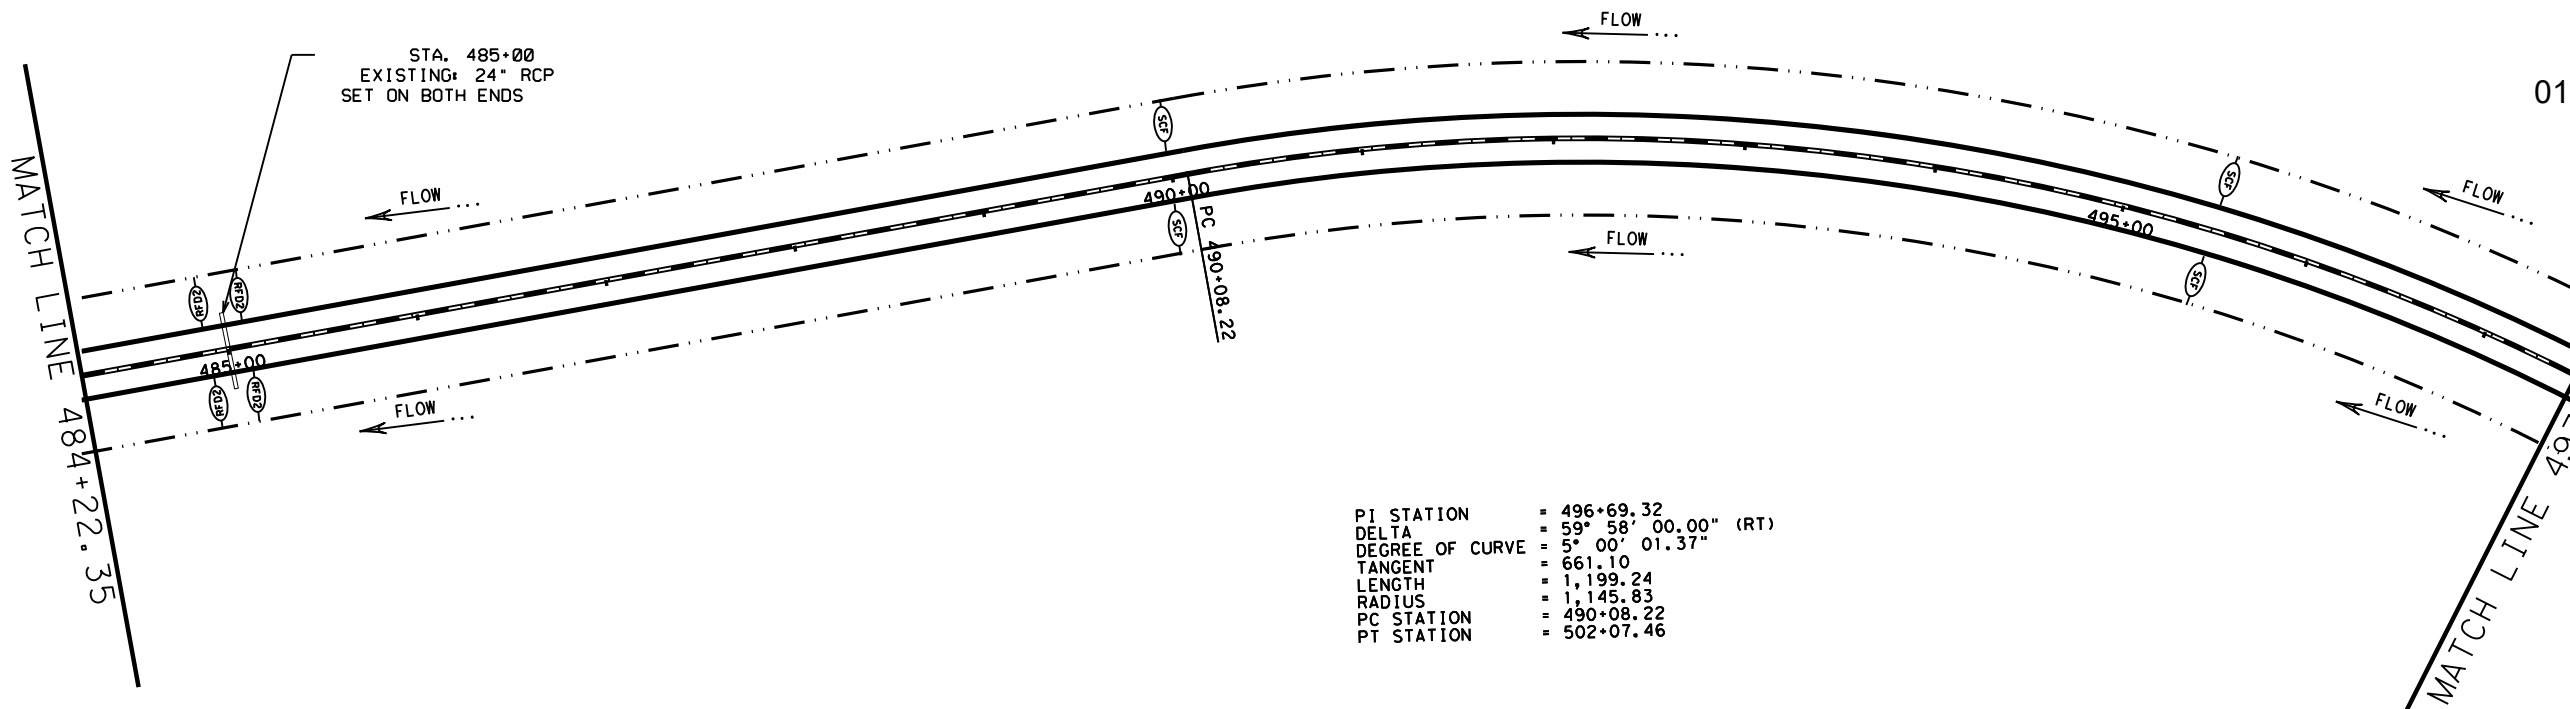 FLOW ...
STA. 485+00
EXISTING: 24" RCP
SET ON BOTH ENDS
01
SCF
SCF
MATCH LINE 484+22.35
FLOW ...
FLOW ...
490+00
SCF
PC 490+08.22
495+00
FLOW ...
SCF
RFD2
RFD2
485+00
RFD2
RFD2
FLOW ...
FLOW ...
MATCH LINE 49
PI STATION = 496+69.32
DELTA = 59° 58' 00.00" (RT)
DEGREE OF CURVE = 5° 00' 01.37"
TANGENT = 661.10
LENGTH = 1,199.24
RADIUS = 1,145.83
PC STATION = 490+08.22
PT STATION = 502+07.46